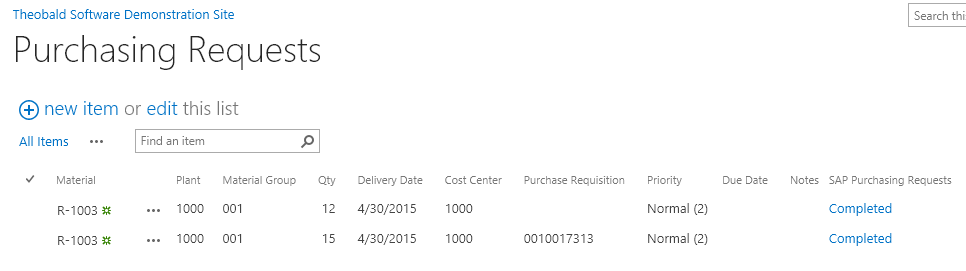 Theobald Software Demonstration Site
Search this
Purchasing Requests
new item or edit this list
All Items ••• Find an item
Material Plant Material Group Qty Delivery Date Cost Center Purchase Requisition Priority Due Date Notes SAP Purchasing Requests
R-1003 ••• 1000 001 12 4/30/2015 1000 Normal (2) Completed
R-1003 ••• 1000 001 15 4/30/2015 1000 0010017313 Normal (2) Completed